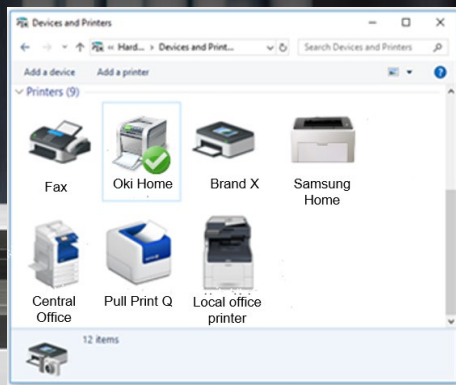 Devices and Printers
« Hard... › Devices and Print...
Search Devices and Printers
Add a device Add a printer
Printers (9)
Fax
Oki Home
Brand X
Samsung
Home
Central
Office
Pull Print Q
Local office
printer
12 items